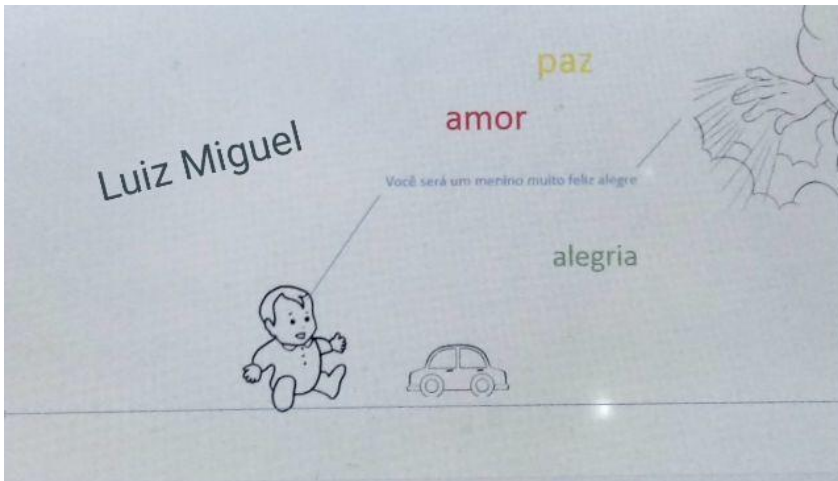 paz
amor
Luiz Miguel
Você será um menino muito feliz alegre
alegria